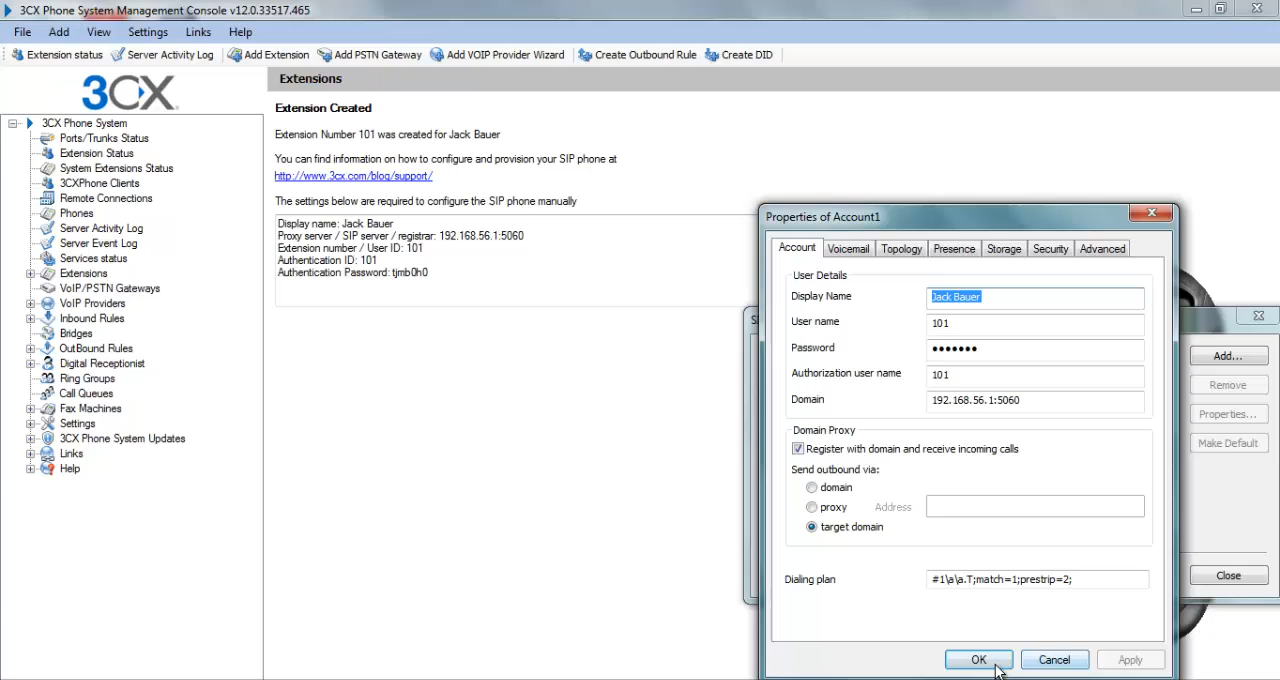 3CX Phone System Management Console v12.0.33517.465
File Add View Settings Links Help
Extension status Server Activity Log Add Extension Add PSTN Gateway Add VOIP Provider Wizard Create Outbound Rule Create DID
3CX
Extensions
3CX Phone System
Ports/Trunks Status
Extension Status
System Extensions Status
3CXPhone Clients
Remote Connections
Phones
Server Activity Log
Server Event Log
Services status
Extensions
VoIP/PSTN Gateways
VoIP Providers
Inbound Rules
Bridges
OutBound Rules
Digital Receptionist
Ring Groups
Call Queues
Fax Machines
Settings
3CX Phone System Updates
Links
Help
Extension Created
Extension Number 101 was created for Jack Bauer
You can find information on how to configure and provision your SIP phone at
http://www.3cx.com/blog/support/
The settings below are required to configure the SIP phone manually
Display name: Jack Bauer
Proxy server / SIP server / registrar: 192.168.56.1:5060
Extension number / User ID: 101
Authentication ID: 101
Authentication Password: tjmb0h0
Properties of Account1
Account Voicemail Topology Presence Storage Security Advanced
User Details
Display Name Jack Bauer
User name 101
Password •••••••
Authorization user name 101
Domain 192.168.56.1:5060
Domain Proxy
Register with domain and receive incoming calls
Send outbound via:
domain
proxy Address
target domain
Dialing plan #1\a\a.T;match=1;prestrip=2;
OK Cancel Apply
Add...
Remove
Properties...
Make Default
Close